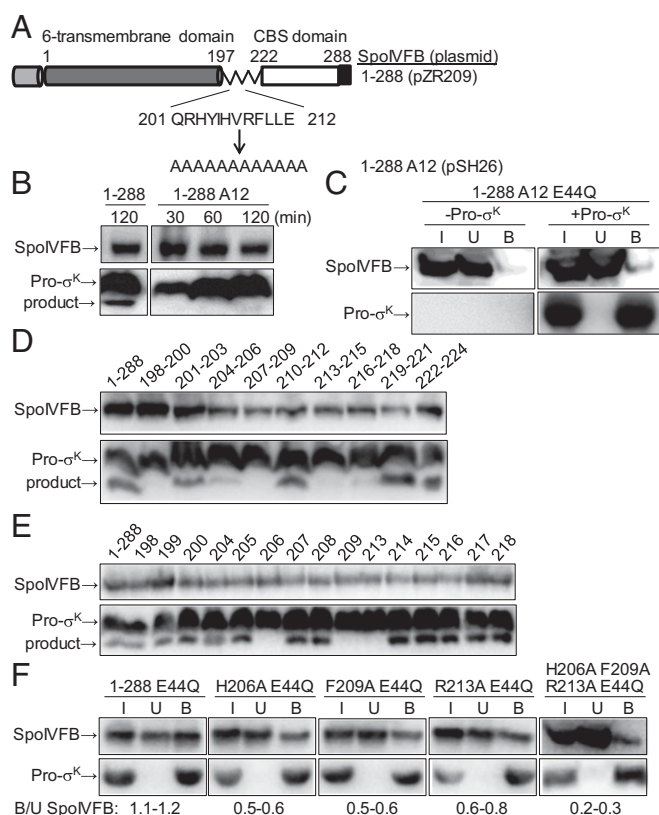 A
6-transmembrane domain CBS domain
1 197 222 288 SpoIVFB (plasmid)
1-288 (pZR209)
201 QRHYIHVRFLLE 212
AAAAAAAAAAAA 1-288 A12 (pSH26)
B
1-288 1-288 A12
120 30 60 120 (min)
SpoIVFB→
Pro-σᴷ→
product→
C
1-288 A12 E44Q
-Pro-σᴷ +Pro-σᴷ
I U B I U B
SpoIVFB→
Pro-σᴷ→
D
1-288 198-200 201-203 204-206 207-209 210-212 213-215 216-218 219-221 222-224
SpoIVFB→
Pro-σᴷ→
product→
E
1-288 198 199 200 204 205 206 207 208 209 213 214 215 216 217 218
SpoIVFB→
Pro-σᴷ→
product→
F
1-288 E44Q H206A E44Q F209A E44Q R213A E44Q H206A F209A
R213A E44Q
I U B I U B I U B I U B I U B
SpoIVFB→
Pro-σᴷ→
B/U SpoIVFB: 1.1-1.2 0.5-0.6 0.5-0.6 0.6-0.8 0.2-0.3